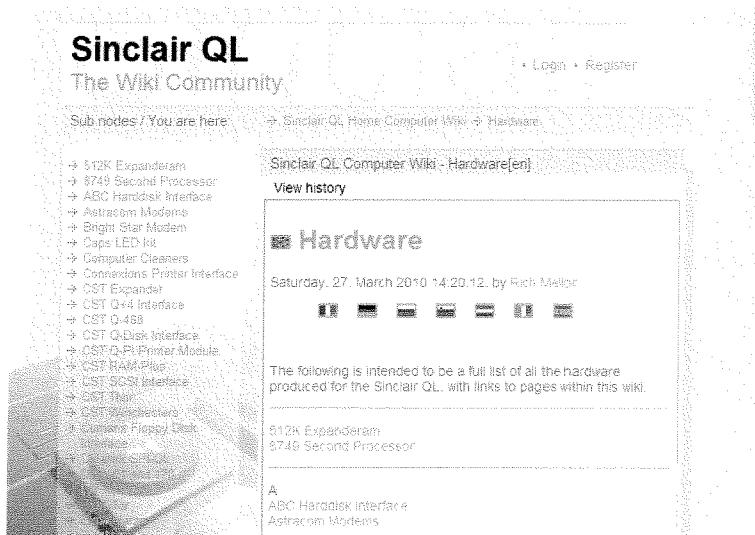 Sinclair QL
The Wiki Community
• Login • Register
Sub nodes / You are here:
→ Sinclair QL Home Computer Wiki → Hardware
→ 512K Expanderam
→ 8749 Second Processor
→ ABC Harddisk Interface
→ Astracom Modems
→ Bright Star Modem
→ Caps LED kit
→ Computer Cleaners
→ Connexions Printer Interface
→ CST Expander
→ CST Q+4 Interface
→ CST Q-488
→ CST Q-Disk Interface
→ CST Q-PI Printer Module
→ CST RAM-Plus
→ CST SCSI Interface
→ CST Thor
→ CST Winchesters
→ Cumana Floppy Disk
Sinclair QL Computer Wiki - Hardware[en]
View history
Hardware
Saturday, 27. March 2010 14:20:12, by Rich Mellor
The following is intended to be a full list of all the hardware
produced for the Sinclair QL, with links to pages within this wiki.
512K Expanderam
8749 Second Processor
A
ABC Harddisk Interface
Astracom Modems